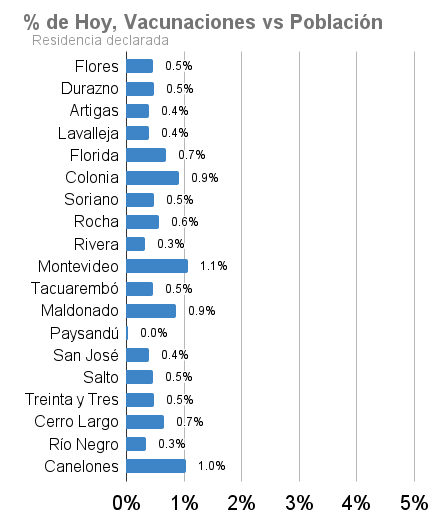 % de Hoy, Vacunaciones vs Población
Residencia declarada
Flores 0.5%
Durazno 0.5%
Artigas 0.4%
Lavalleja 0.4%
Florida 0.7%
Colonia 0.9%
Soriano 0.5%
Rocha 0.6%
Rivera 0.3%
Montevideo 1.1%
Tacuarembó 0.5%
Maldonado 0.9%
Paysandú 0.0%
San José 0.4%
Salto 0.5%
Treinta y Tres 0.5%
Cerro Largo 0.7%
Río Negro 0.3%
Canelones 1.0%
0% 1% 2% 3% 4% 5%